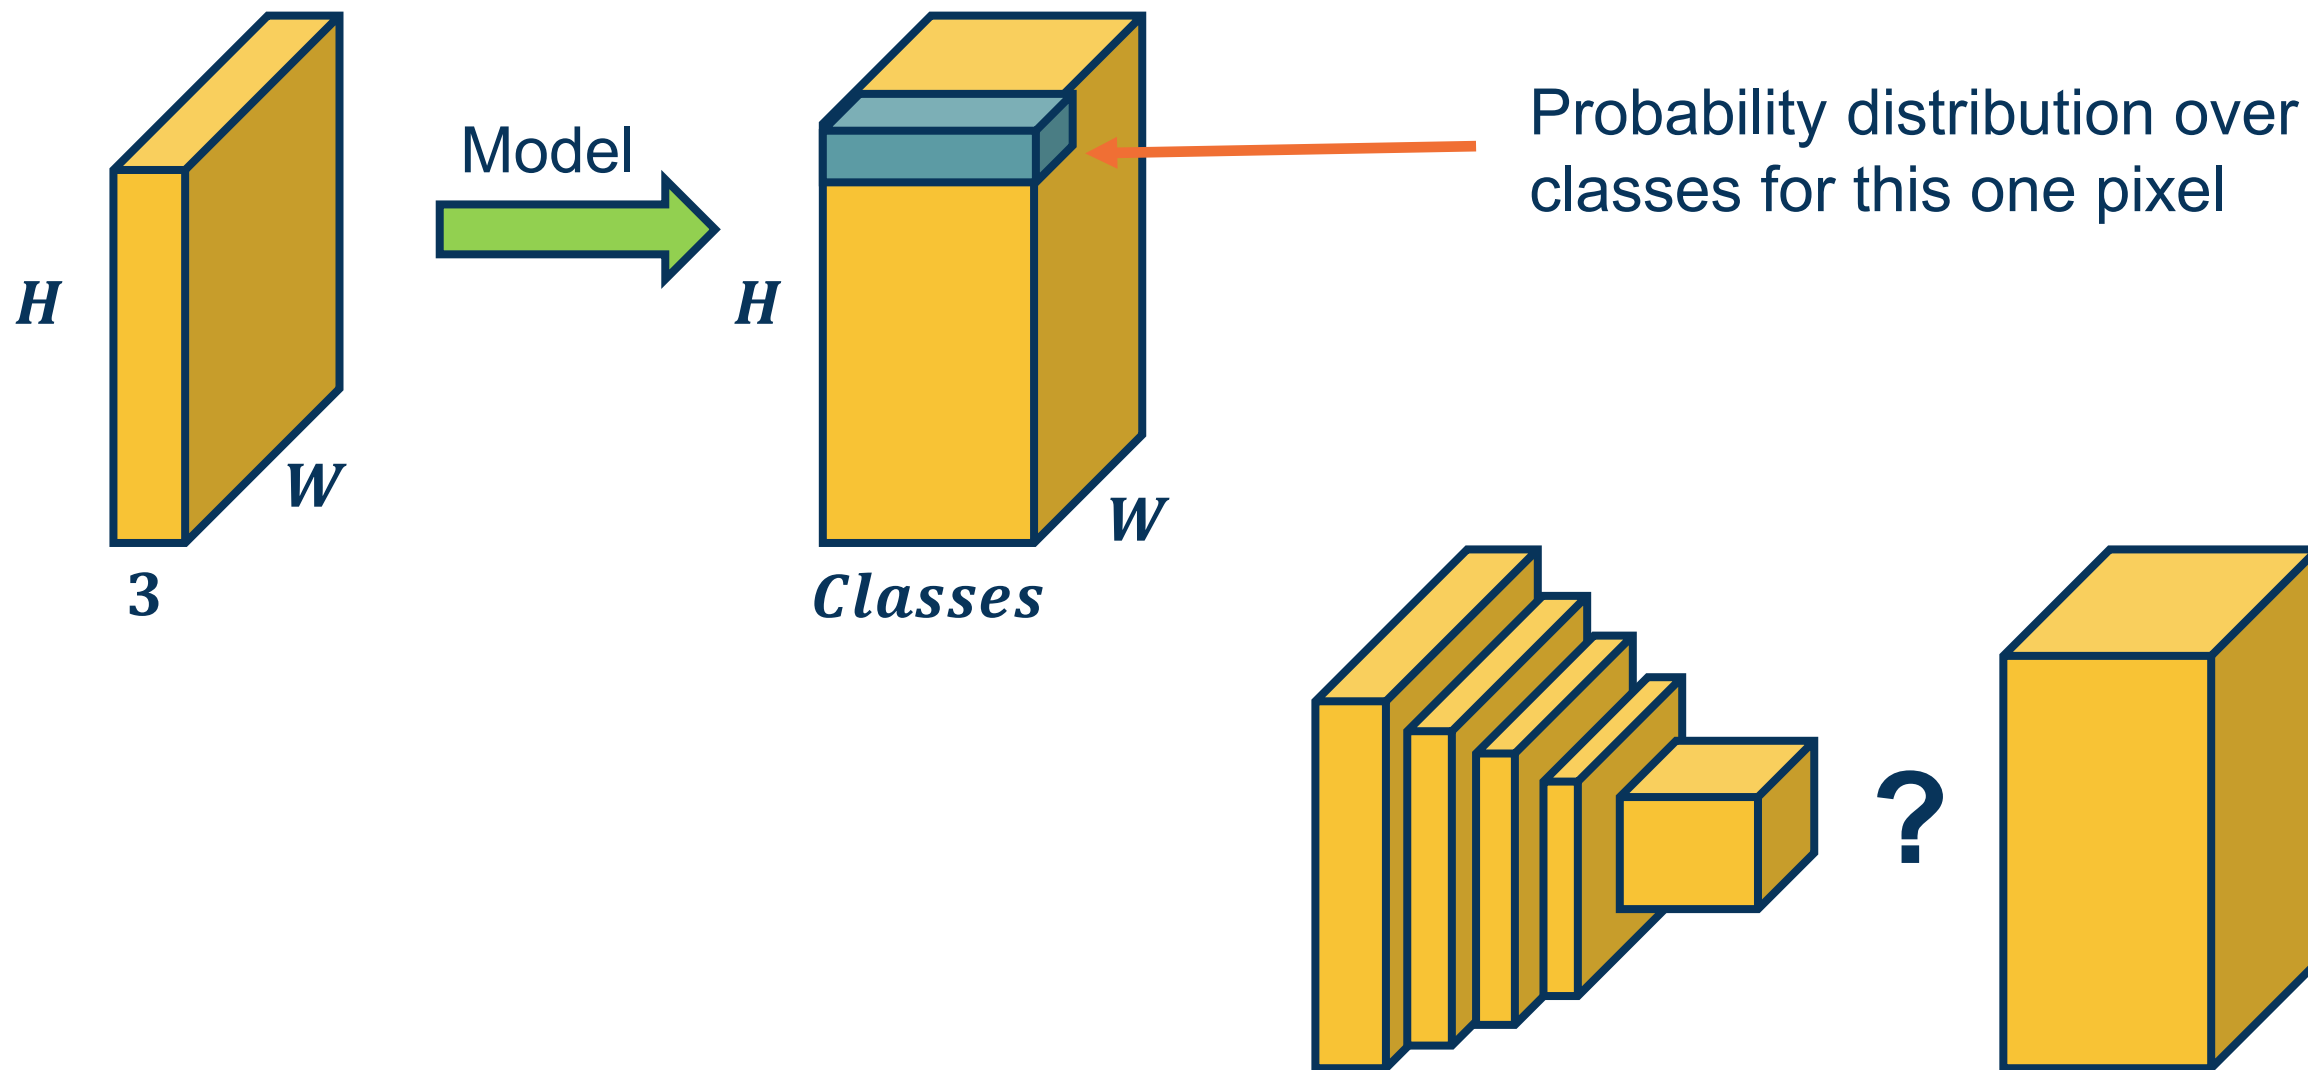 Model
Probability distribution over
classes for this one pixel
H
W
3
H
W
Classes
?